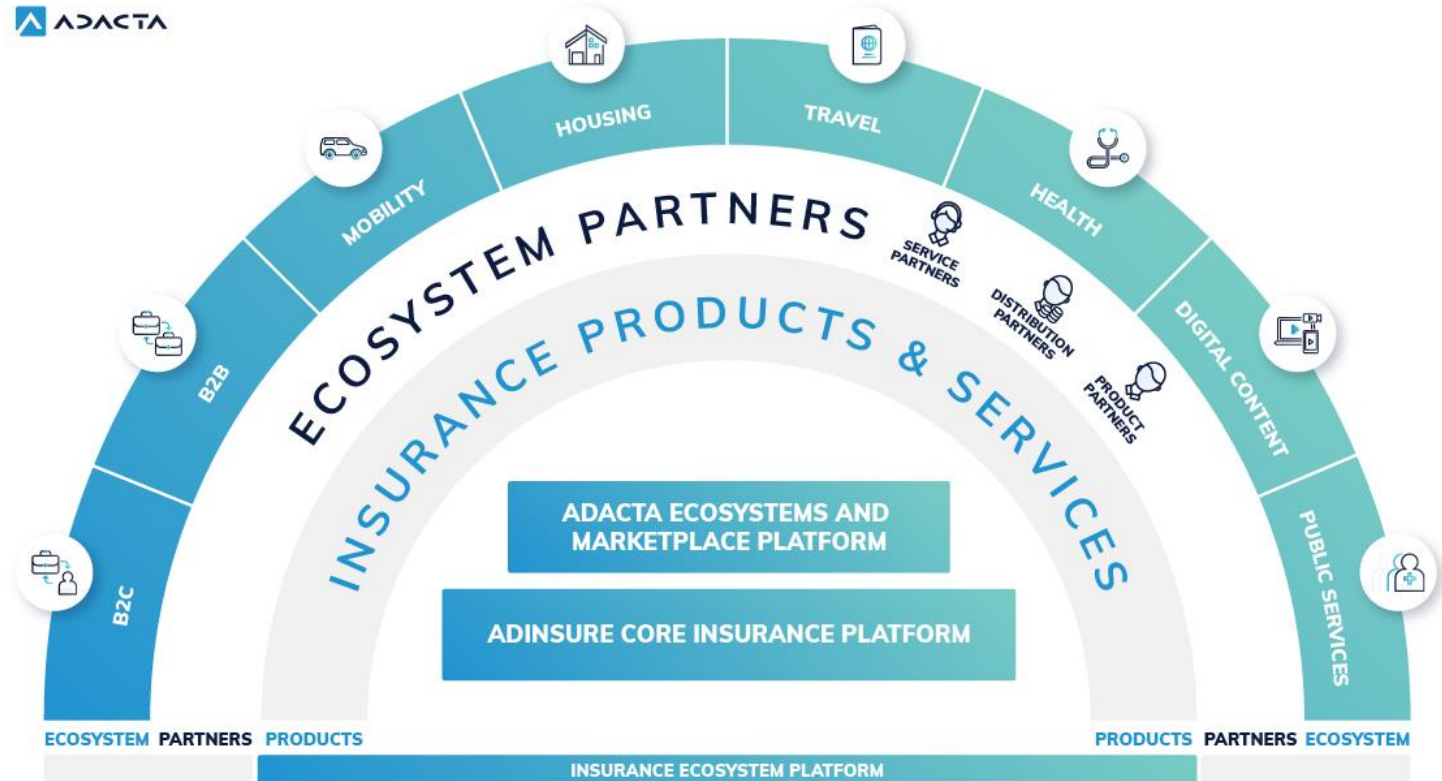 ADACTA
B2C
B2B
MOBILITY
HOUSING
TRAVEL
HEALTH
DIGITAL CONTENT
PUBLIC SERVICES
ECOSYSTEM PARTNERS
SERVICE
PARTNERS
DISTRIBUTION
PARTNERS
PRODUCT
PARTNERS
INSURANCE PRODUCTS & SERVICES
ADACTA ECOSYSTEMS AND
MARKETPLACE PLATFORM
ADINSURE CORE INSURANCE PLATFORM
ECOSYSTEM PARTNERS PRODUCTS PRODUCTS PARTNERS ECOSYSTEM
INSURANCE ECOSYSTEM PLATFORM